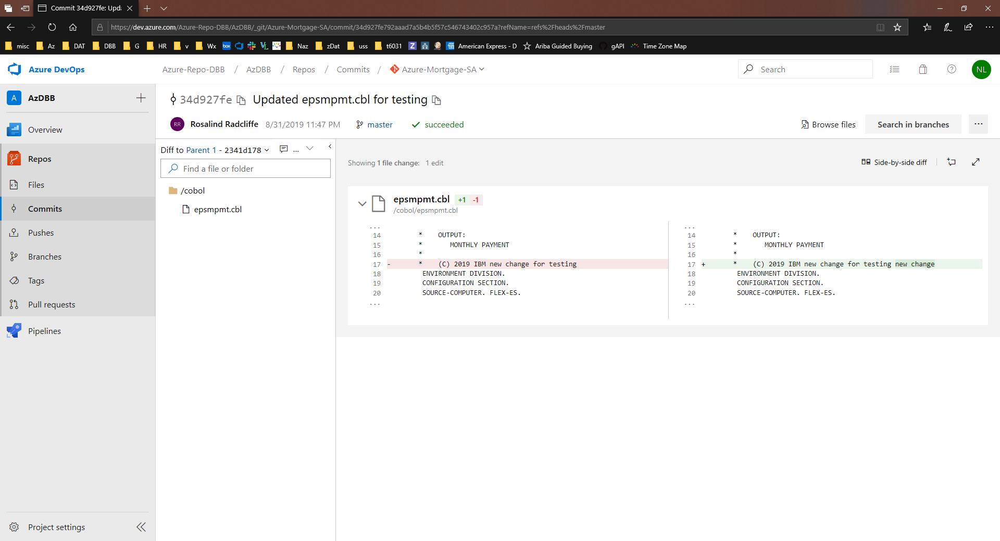 Commit 34d927fe: Upda
https://dev.azure.com/Azure-Repo-DBB/AzDBB/_git/Azure-Mortgage-SA/commit/34d927fe792aaad7a5b4b5f57c546743402c957a?refName=refs%2Fheads%2Fmaster
misc Az DAT DBB G HR v Wx box Naz zDat uss t6031 Z American Express - D Ariba Guided Buying gAPI Time Zone Map
Azure DevOps Azure-Repo-DBB / AzDBB / Repos / Commits / Azure-Mortgage-SA Search NL
A AzDBB
34d927fe Updated epsmpmt.cbl for testing
RR Rosalind Radcliffe 8/31/2019 11:47 PM master succeeded Browse files Search in branches ...
Overview
Repos
Files
Commits
Pushes
Branches
Tags
Pull requests
Pipelines
Project settings
Diff to Parent 1 - 2341d178 ...
Find a file or folder
/cobol
epsmpmt.cbl
Showing 1 file change: 1 edit Side-by-side diff
epsmpmt.cbl +1 -1
/cobol/epsmpmt.cbl
...
14 * OUTPUT:
15 * MONTHLY PAYMENT
16 *
17 - * (C) 2019 IBM new change for testing
18 ENVIRONMENT DIVISION.
19 CONFIGURATION SECTION.
20 SOURCE-COMPUTER. FLEX-ES.
...
...
14 * OUTPUT:
15 * MONTHLY PAYMENT
16 *
17 + * (C) 2019 IBM new change for testing new change
18 ENVIRONMENT DIVISION.
19 CONFIGURATION SECTION.
20 SOURCE-COMPUTER. FLEX-ES.
...